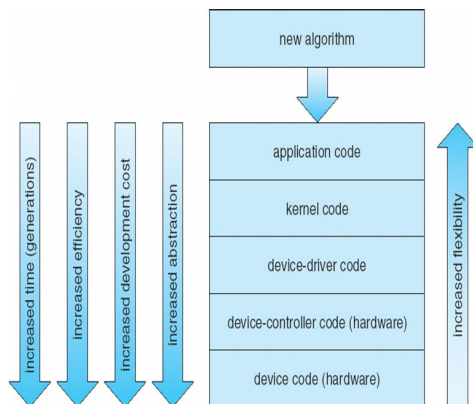 new algorithm
increased time (generations)
increased efficiency
increased development cost
increased abstraction
application code
kernel code
device-driver code
device-controller code (hardware)
device code (hardware)
increased flexibility